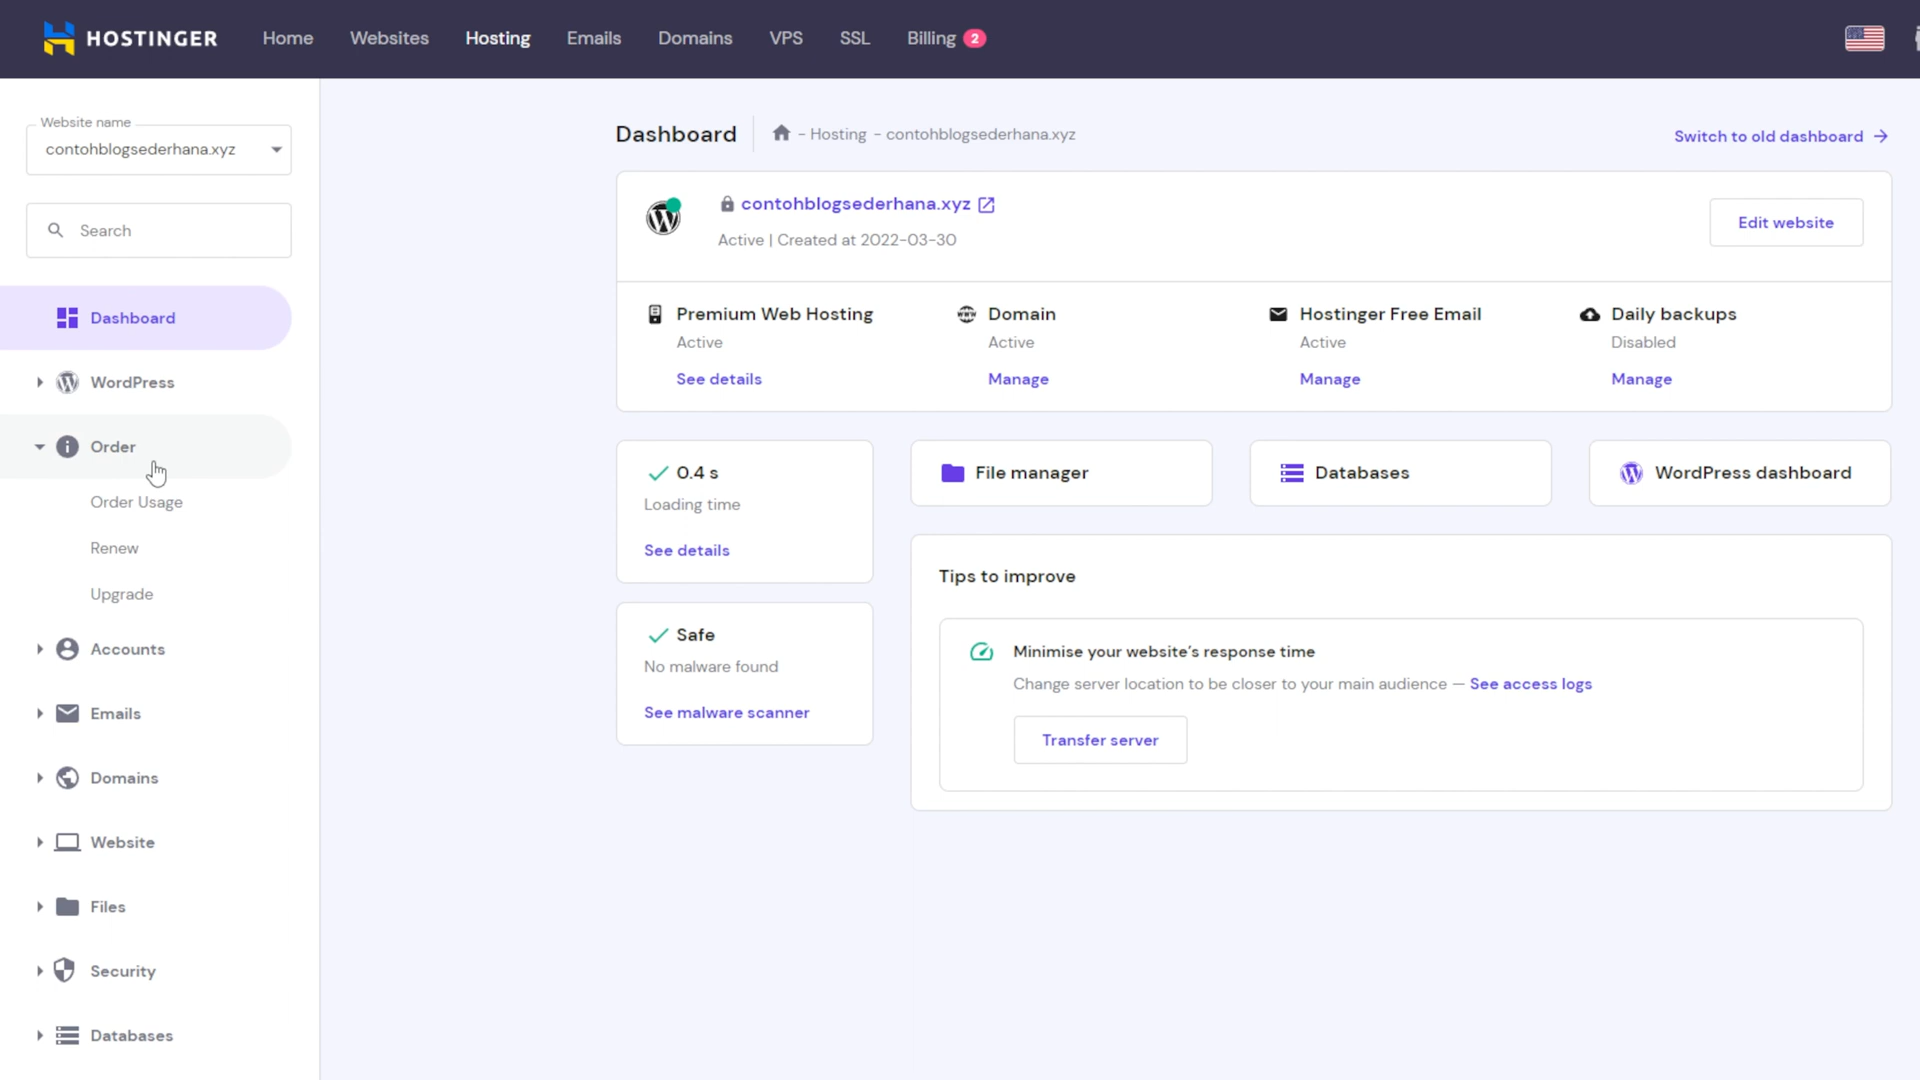 HOSTINGER
Home
Websites
Hosting
Emails
Domains
VPS
SSL
Billing 2
Website name
contohblogsederhana.xyz
Search
Dashboard
WordPress
Order
Order Usage
Renew
Upgrade
Accounts
Emails
Domains
Website
Files
Security
Databases
Dashboard
- Hosting - contohblogsederhana.xyz
Switch to old dashboard
contohblogsederhana.xyz
Active | Created at 2022-03-30
Edit website
Premium Web Hosting
Active
See details
Domain
Active
Manage
Hostinger Free Email
Active
Manage
Daily backups
Disabled
Manage
0.4 s
Loading time
See details
File manager
Databases
WordPress dashboard
Safe
No malware found
See malware scanner
Tips to improve
Minimise your website’s response time
Change server location to be closer to your main audience — See access logs
Transfer server